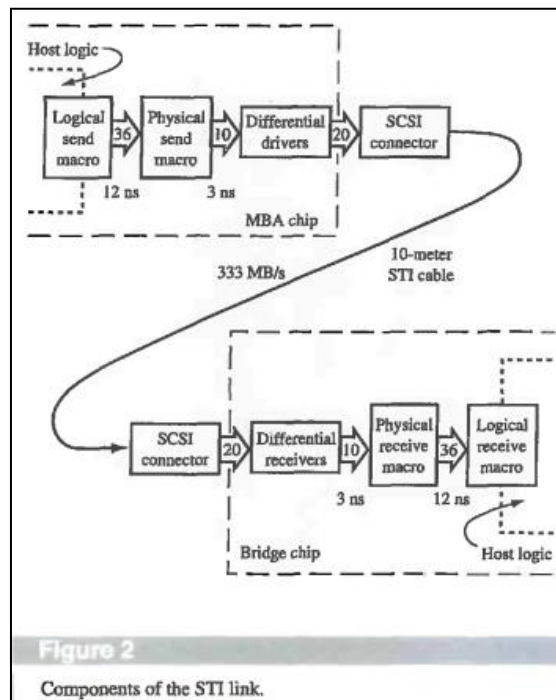 Host logic
Logical
send
macro
36
Physical
send
macro
10
Differential
drivers
20
SCSI
connector
12 ns
3 ns
MBA chip
10-meter
STI cable
333 MB/s
SCSI
connector
20
Differential
receivers
10
Physical
receive
macro
36
Logical
receive
macro
3 ns
12 ns
Bridge chip
Host logic
Figure 2
Components of the STI link.